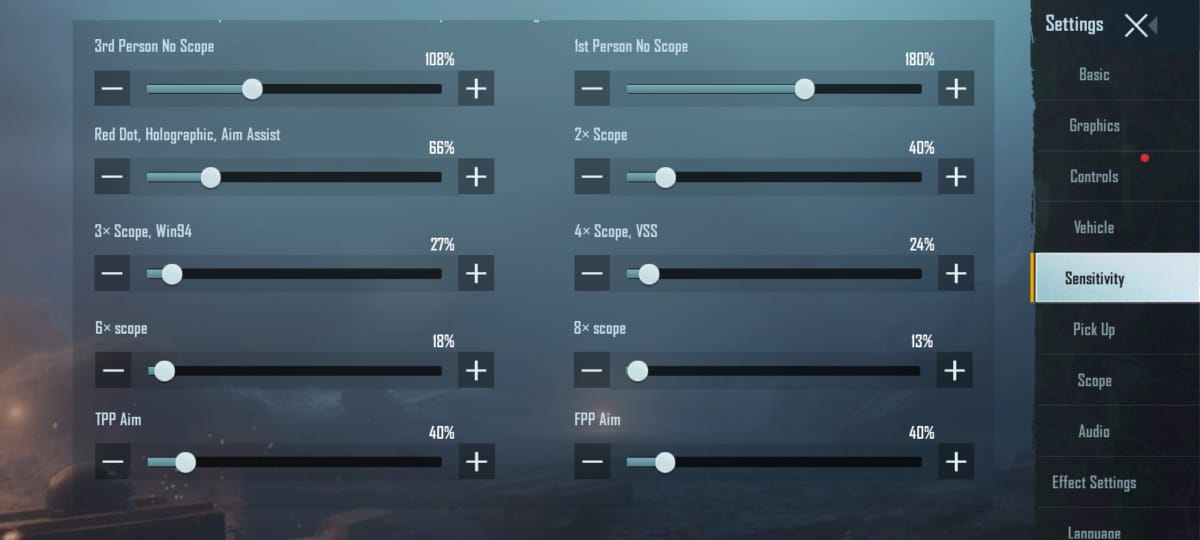 Settings
3rd Person No Scope
108%
1st Person No Scope
180%
Red Dot, Holographic, Aim Assist
66%
2× Scope
40%
3× Scope, Win94
27%
4× Scope, VSS
24%
6× scope
18%
8× scope
13%
TPP Aim
40%
FPP Aim
40%
Basic
Graphics
Controls
Vehicle
Sensitivity
Pick Up
Scope
Audio
Effect Settings
Language